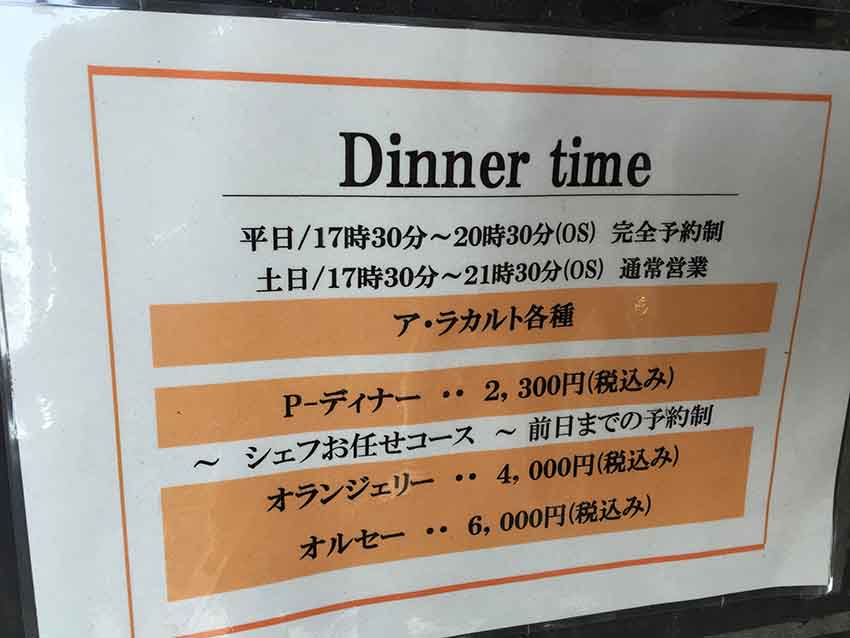 Dinner time
平日/17時30分～20時30分(OS) 完全予約制
土日/17時30分～21時30分(OS) 通常営業
ア・ラカルト各種
P-ディナー ‥ 2,300円(税込み)
～ シェフお任せコース ～ 前日までの予約制
オランジェリー ‥ 4,000円(税込み)
オルセー ‥ 6,000円(税込み)